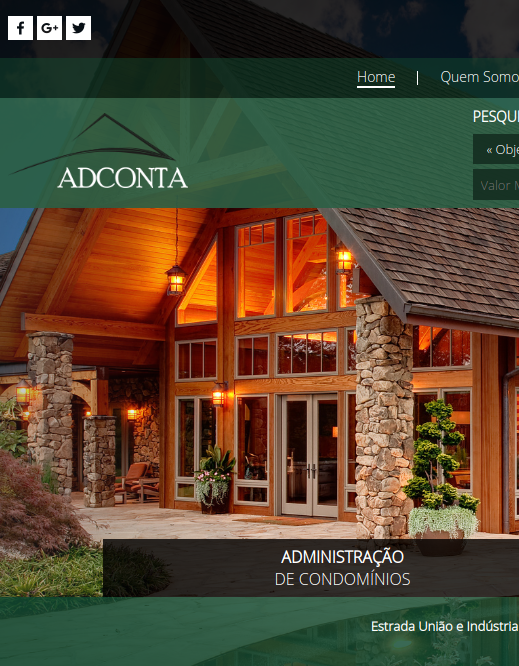 Home | Quem Somo
ADCONTA
PESQU
« Obje
Valor M
ADMINISTRAÇÃO
DE CONDOMÍNIOS
Estrada União e Indústria